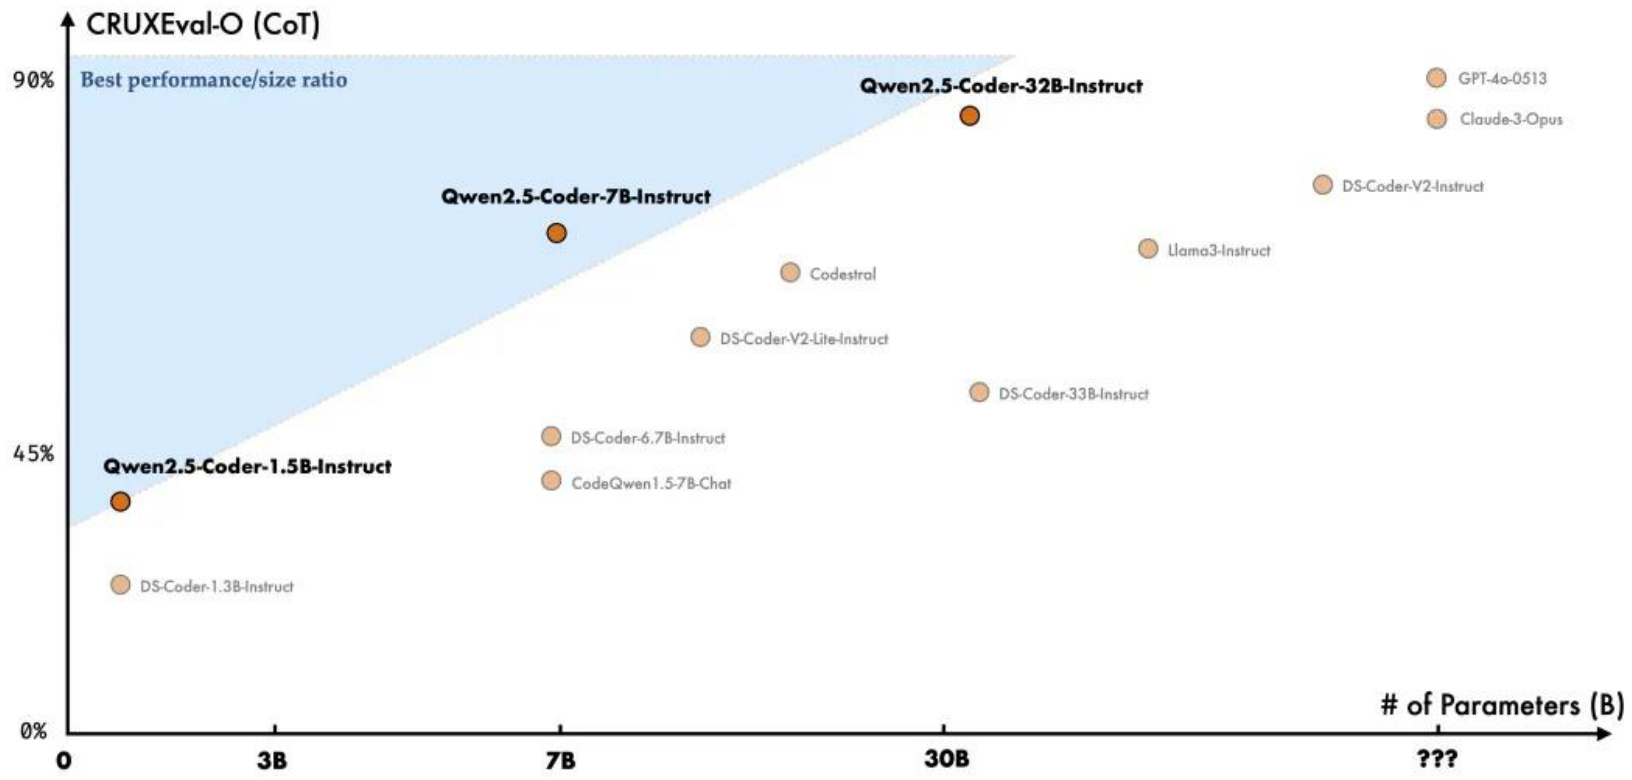 CRUXEval-O (CoT)
90%
Best performance/size ratio
Qwen2.5-Coder-32B-Instruct
GPT-4o-0513
Claude-3-Opus
DS-Coder-V2-Instruct
Qwen2.5-Coder-7B-Instruct
Llama3-Instruct
Codestral
DS-Coder-V2-Lite-Instruct
DS-Coder-33B-Instruct
DS-Coder-6.7B-Instruct
45%
Qwen2.5-Coder-1.5B-Instruct
CodeQwen1.5-7B-Chat
DS-Coder-1.3B-Instruct
# of Parameters (B)
0%
0 3B 7B 30B ???